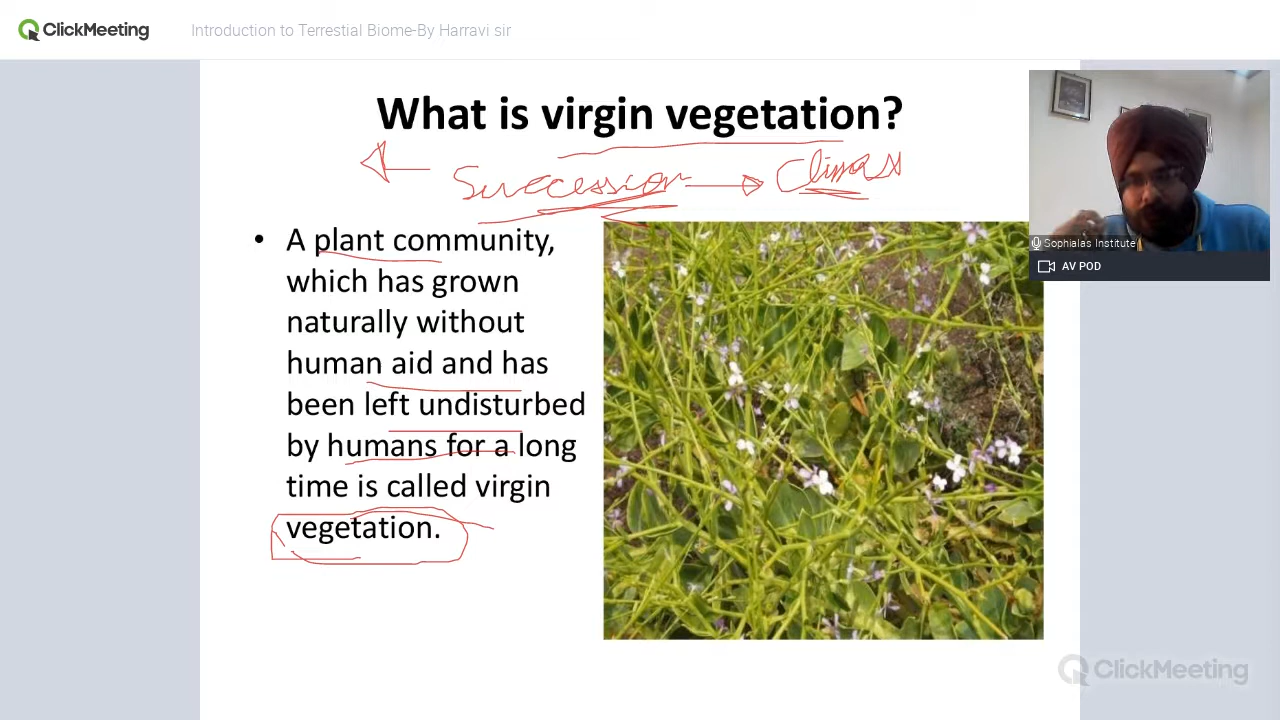 ClickMeeting
Introduction to Terrestial Biome-By Harravi sir
What is virgin vegetation?
Succession
Climax
• A plant community,
which has grown
naturally without
human aid and has
been left undisturbed
by humans for a long
time is called virgin
vegetation.
Sophialas Institute
AV POD
ClickMeeting